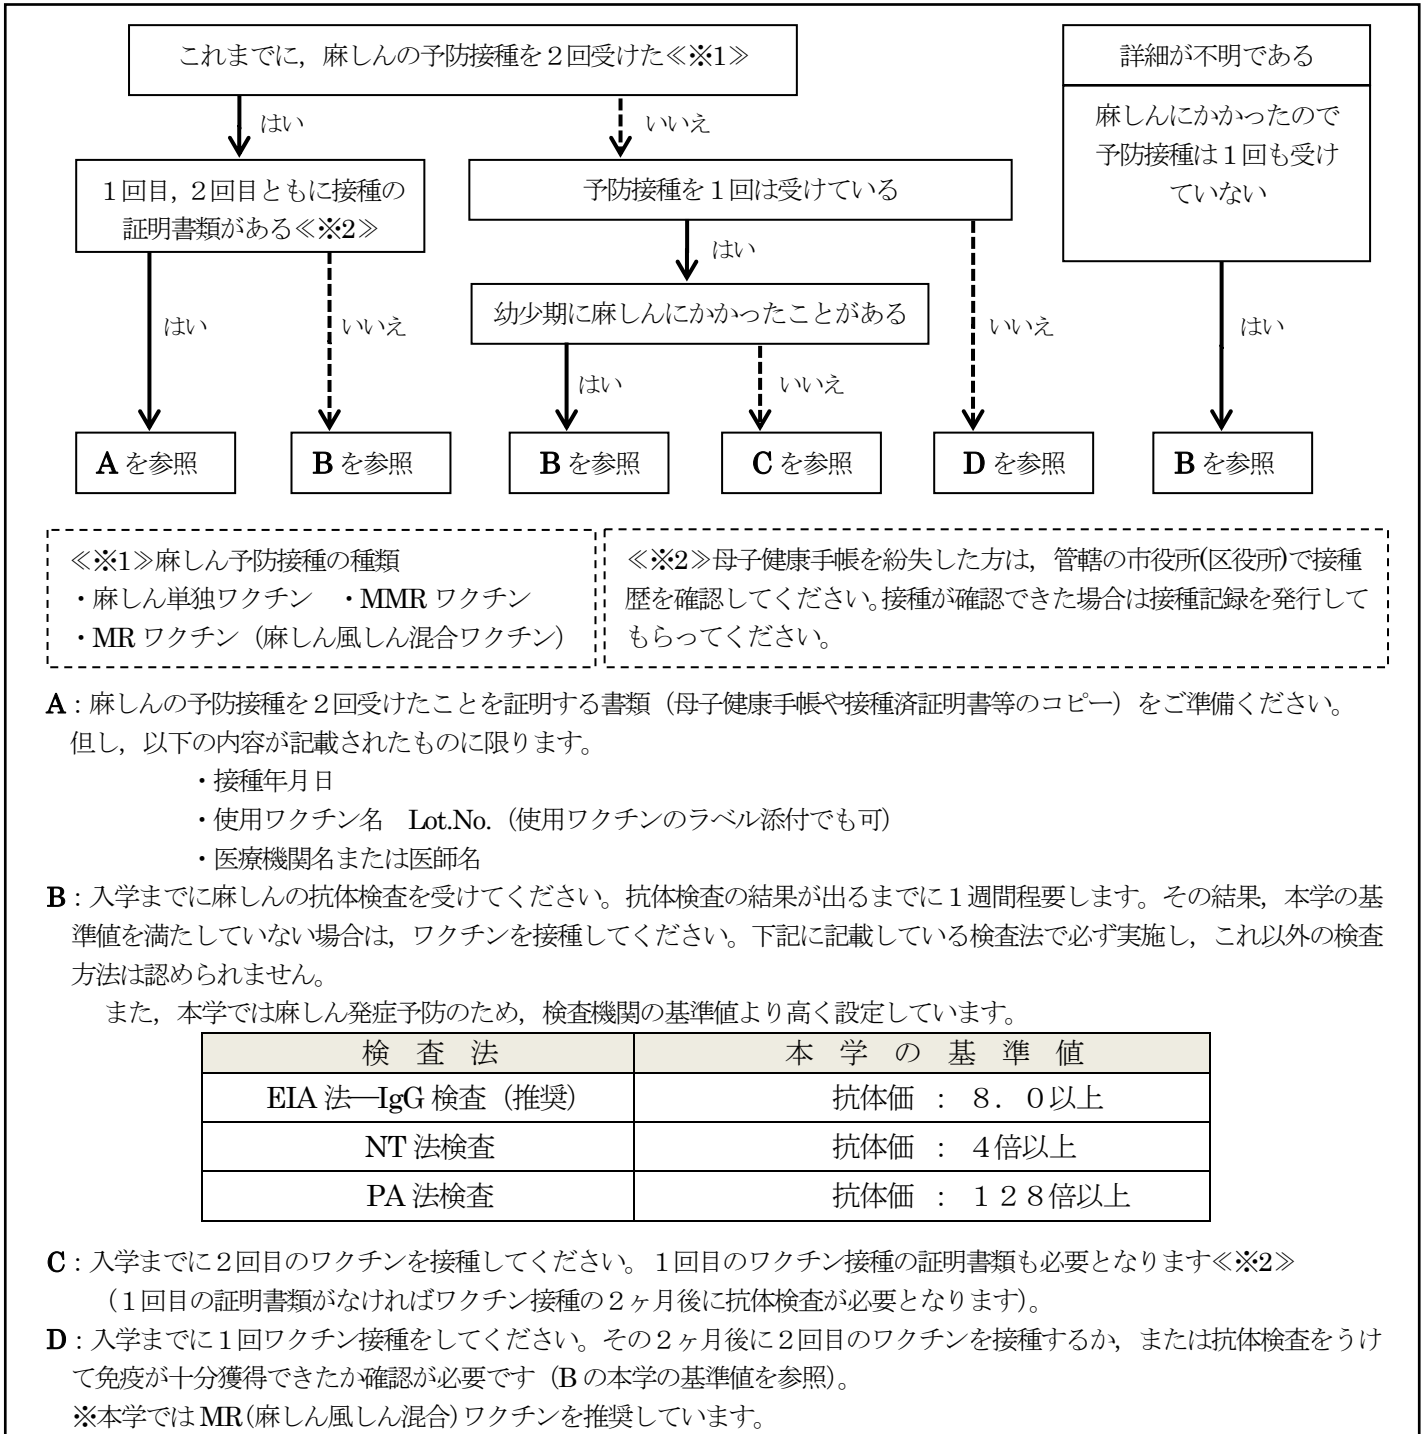 これまでに，麻しんの予防接種を２回受けた≪※1≫
詳細が不明である
麻しんにかかったので
予防接種は１回も受け
ていない
はい
いいえ
１回目，２回目ともに接種の
証明書類がある≪※2≫
予防接種を１回は受けている
はい
幼少期に麻しんにかかったことがある
はい
いいえ
いいえ
はい
はい
いいえ
A を参照
B を参照
B を参照
C を参照
D を参照
B を参照
≪※1≫麻しん予防接種の種類
・麻しん単独ワクチン　・MMR ワクチン
・MR ワクチン（麻しん風しん混合ワクチン）
≪※2≫母子健康手帳を紛失した方は，管轄の市役所(区役所)で接種
歴を確認してください。接種が確認できた場合は接種記録を発行して
もらってください。
A：麻しんの予防接種を２回受けたことを証明する書類（母子健康手帳や接種済証明書等のコピー）をご準備ください。
但し，以下の内容が記載されたものに限ります。
・接種年月日
・使用ワクチン名　Lot.No.（使用ワクチンのラベル添付でも可）
・医療機関名または医師名
B：入学までに麻しんの抗体検査を受けてください。抗体検査の結果が出るまでに１週間程要します。その結果，本学の基
準値を満たしていない場合は，ワクチンを接種してください。下記に記載している検査法で必ず実施し，これ以外の検査
方法は認められません。
また，本学では麻しん発症予防のため，検査機関の基準値より高く設定しています。
検　査　法
本　学　の　基　準　値
EIA 法―IgG 検査（推奨）
抗体価　：　８．０以上
NT 法検査
抗体価　：　４倍以上
PA 法検査
抗体価　：　１２８倍以上
C：入学までに２回目のワクチンを接種してください。１回目のワクチン接種の証明書類も必要となります≪※2≫
（１回目の証明書類がなければワクチン接種の２ヶ月後に抗体検査が必要となります）。
D：入学までに１回ワクチン接種をしてください。その２ヶ月後に２回目のワクチンを接種するか，または抗体検査をうけ
て免疫が十分獲得できたか確認が必要です（B の本学の基準値を参照）。
※本学では MR(麻しん風しん混合)ワクチンを推奨しています。